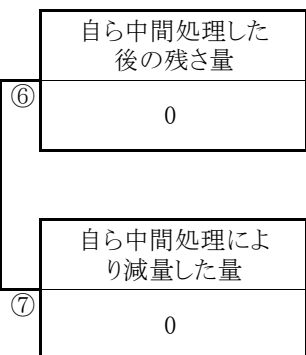 自ら中間処理した
後の残さ量
⑥
0
自ら中間処理によ
り減量した量
⑦
0